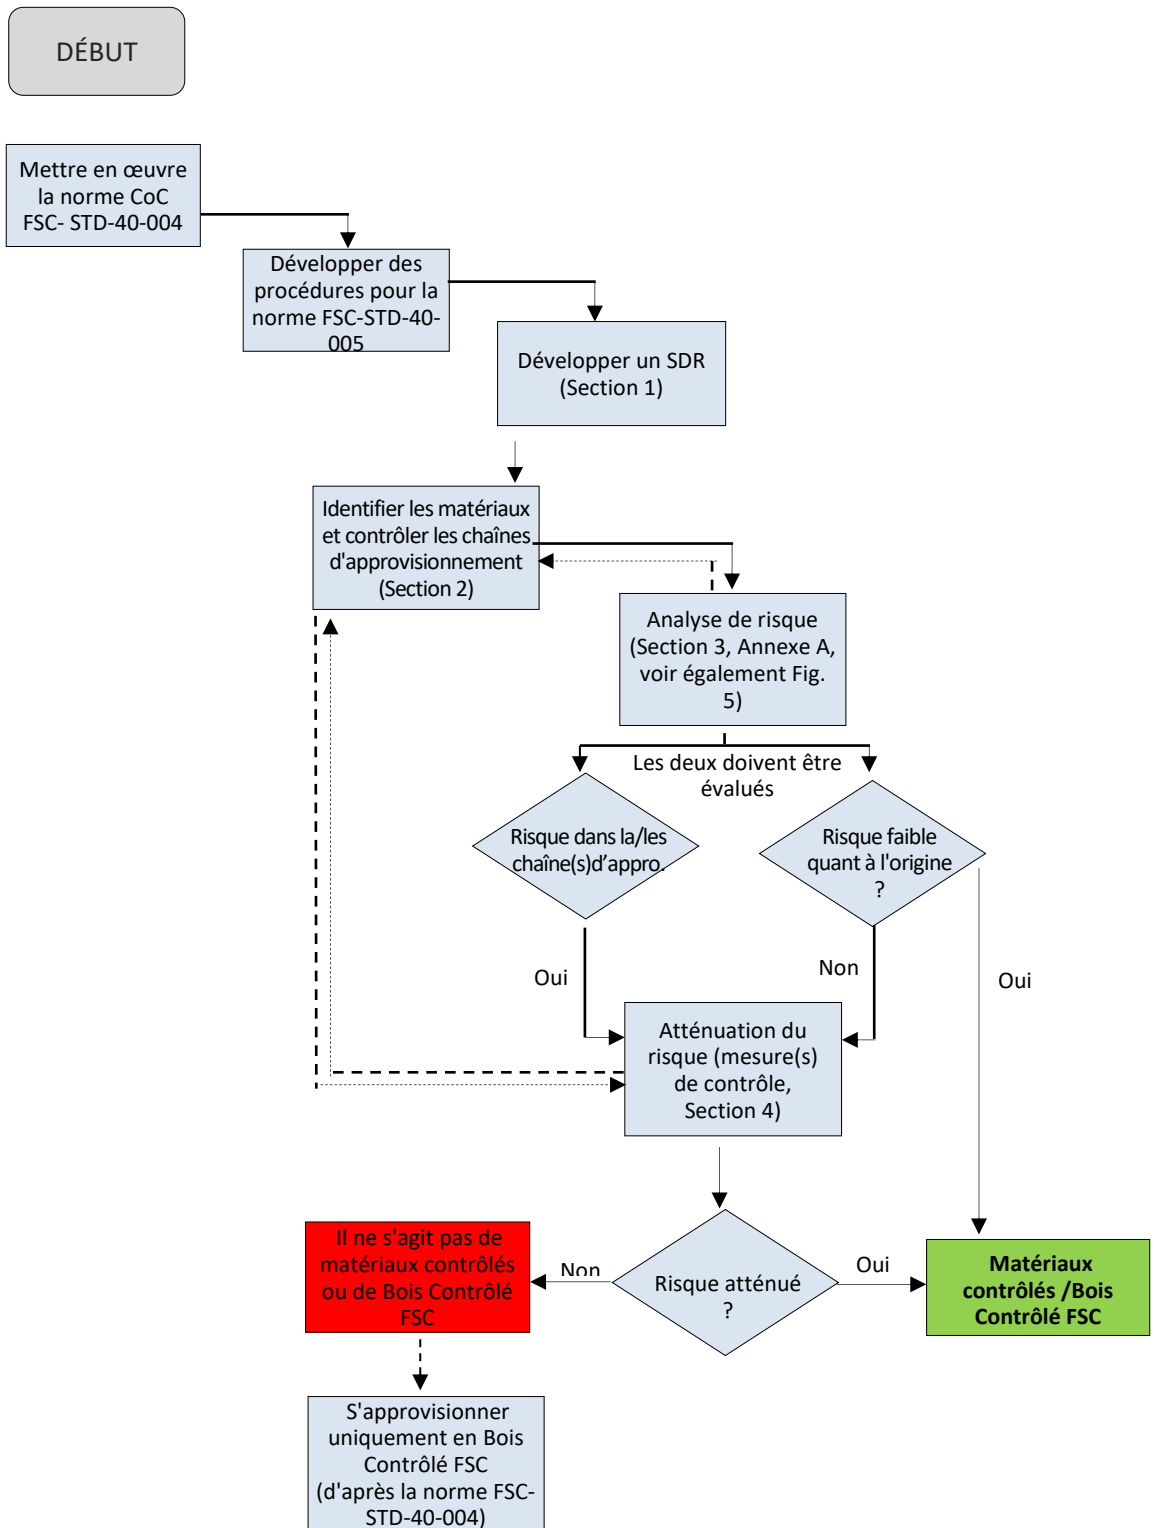 DÉBUT
Mettre en œuvre
la norme CoC
FSC- STD-40-004
Développer des
procédures pour la
norme FSC-STD-40-
005
Développer un SDR
(Section 1)
Identifier les matériaux
et contrôler les chaînes
d'approvisionnement
(Section 2)
Analyse de risque
(Section 3, Annexe A,
voir également Fig.
5)
Les deux doivent être
évalués
Risque dans la/les
chaîne(s)d’appro.
Risque faible
quant à l'origine
?
Oui
Non
Oui
Atténuation du
risque (mesure(s)
de contrôle,
Section 4)
Il ne s'agit pas de
matériaux contrôlés
ou de Bois Contrôlé
FSC
Non
Risque atténué
?
Oui
Matériaux
contrôlés /Bois
Contrôlé FSC
S'approvisionner
uniquement en Bois
Contrôlé FSC
(d'après la norme FSC-
STD-40-004)